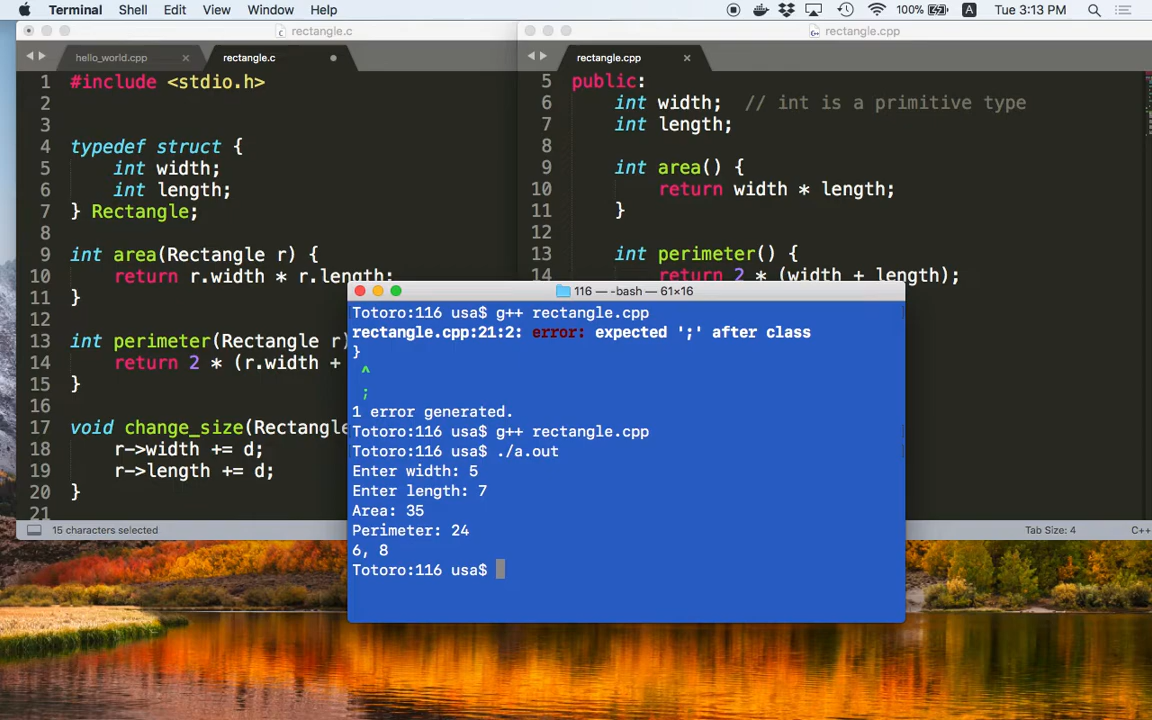 Terminal Shell Edit View Window Help 100% A Tue 3:13 PM
rectangle.c
hello_world.cpp × rectangle.c
1 #include <stdio.h>
2
3
4 typedef struct {
5 int width;
6 int length;
7 } Rectangle;
8
9 int area(Rectangle r) {
10 return r.width * r.length;
11 }
12
13 int perimeter(Rectangle r)
14 return 2 * (r.width +
15 }
16
17 void change_size(Rectangle
18 r->width += d;
19 r->length += d;
20 }
21
15 characters selected
rectangle.cpp
rectangle.cpp ×
5 public:
6 int width; // int is a primitive type
7 int length;
8
9 int area() {
10 return width * length;
11 }
12
13 int perimeter() {
14 return 2 * (width + length);
Tab Size: 4 C++
116 — -bash — 61×16
Totoro:116 usa$ g++ rectangle.cpp
rectangle.cpp:21:2: error: expected ';' after class
}
^
;
1 error generated.
Totoro:116 usa$ g++ rectangle.cpp
Totoro:116 usa$ ./a.out
Enter width: 5
Enter length: 7
Area: 35
Perimeter: 24
6, 8
Totoro:116 usa$